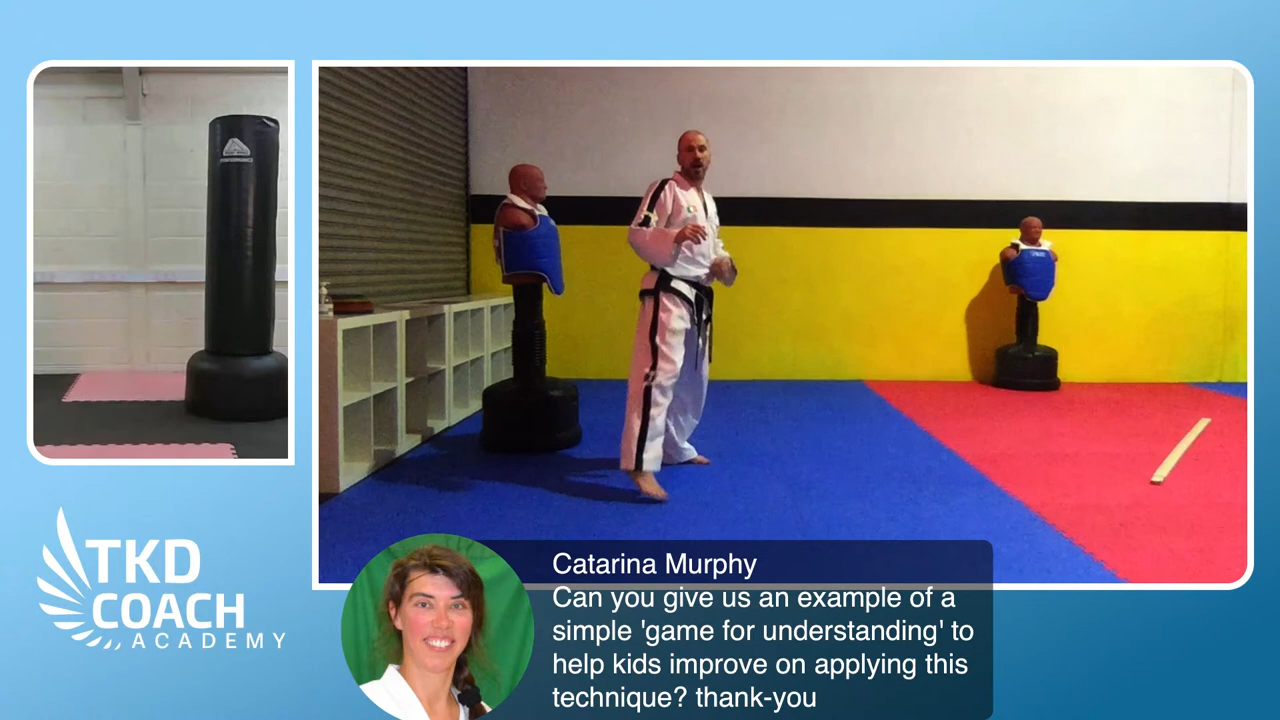 TKD
COACH
ACADEMY
Catarina Murphy
Can you give us an example of a
simple 'game for understanding' to
help kids improve on applying this
technique? thank-you